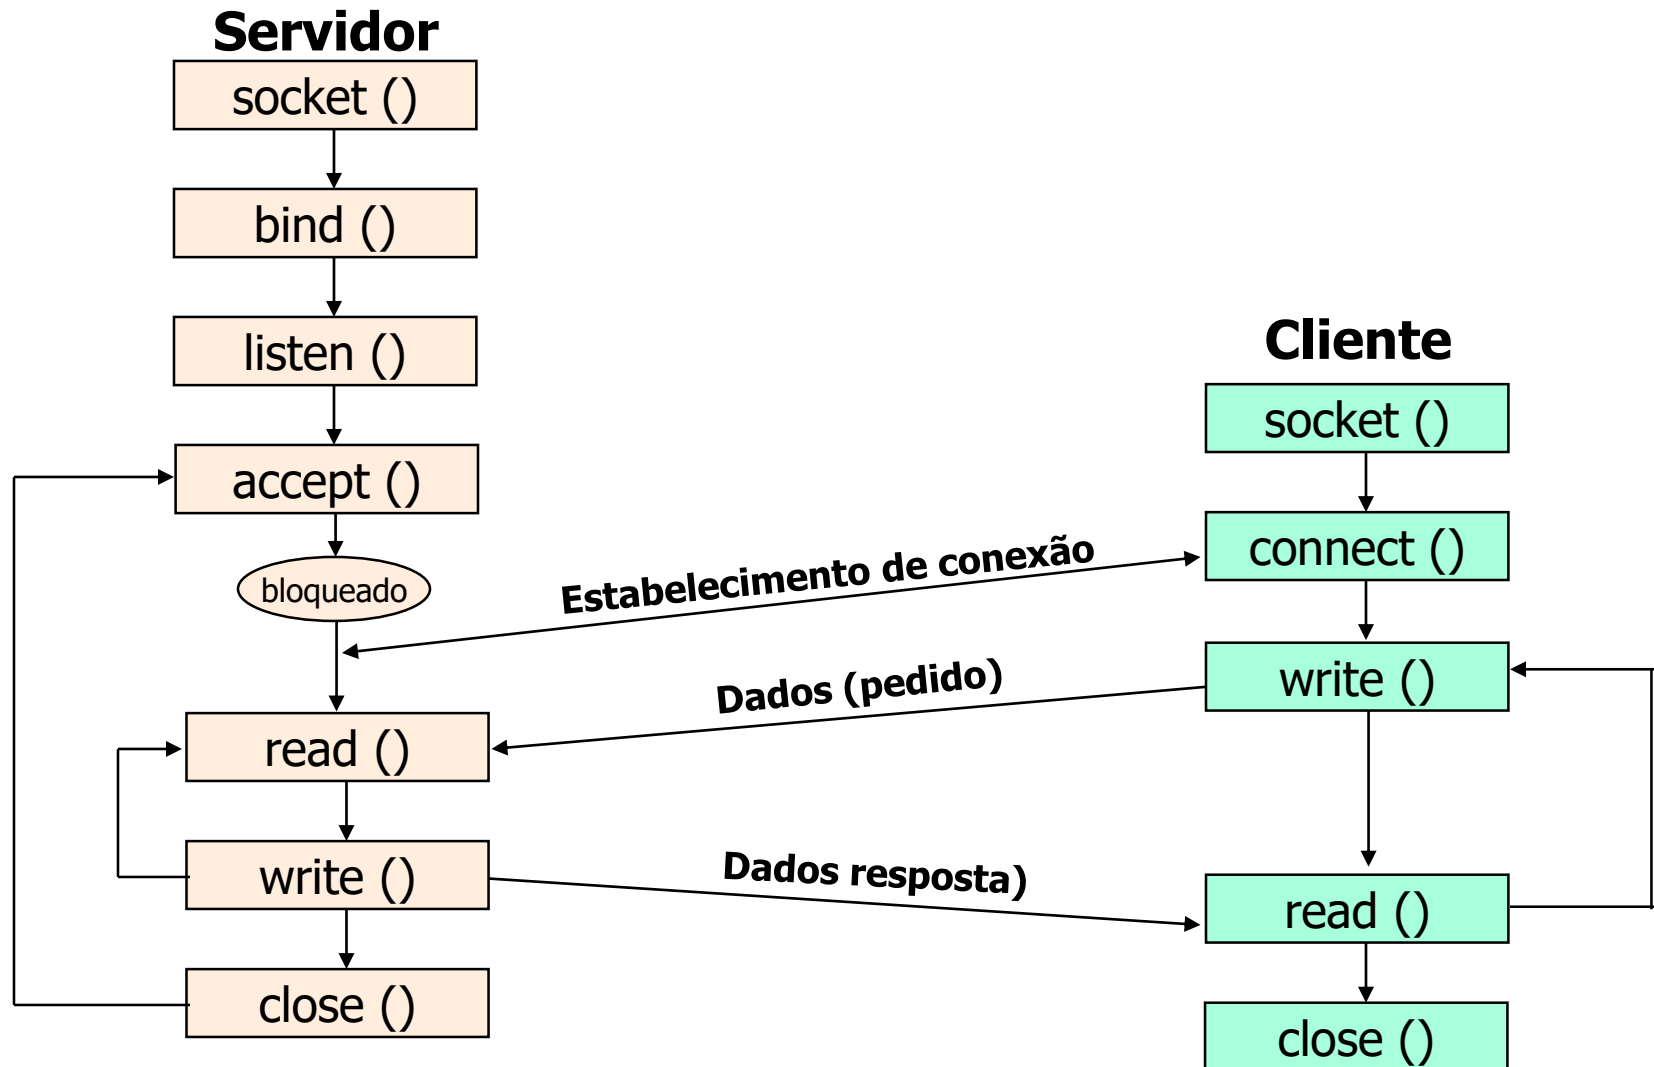 Servidor
socket ()
bind ()
listen ()
accept ()
bloqueado
read ()
write ()
close ()
Estabelecimento de conexão
Dados (pedido)
Dados resposta)
Cliente
socket ()
connect ()
write ()
read ()
close ()